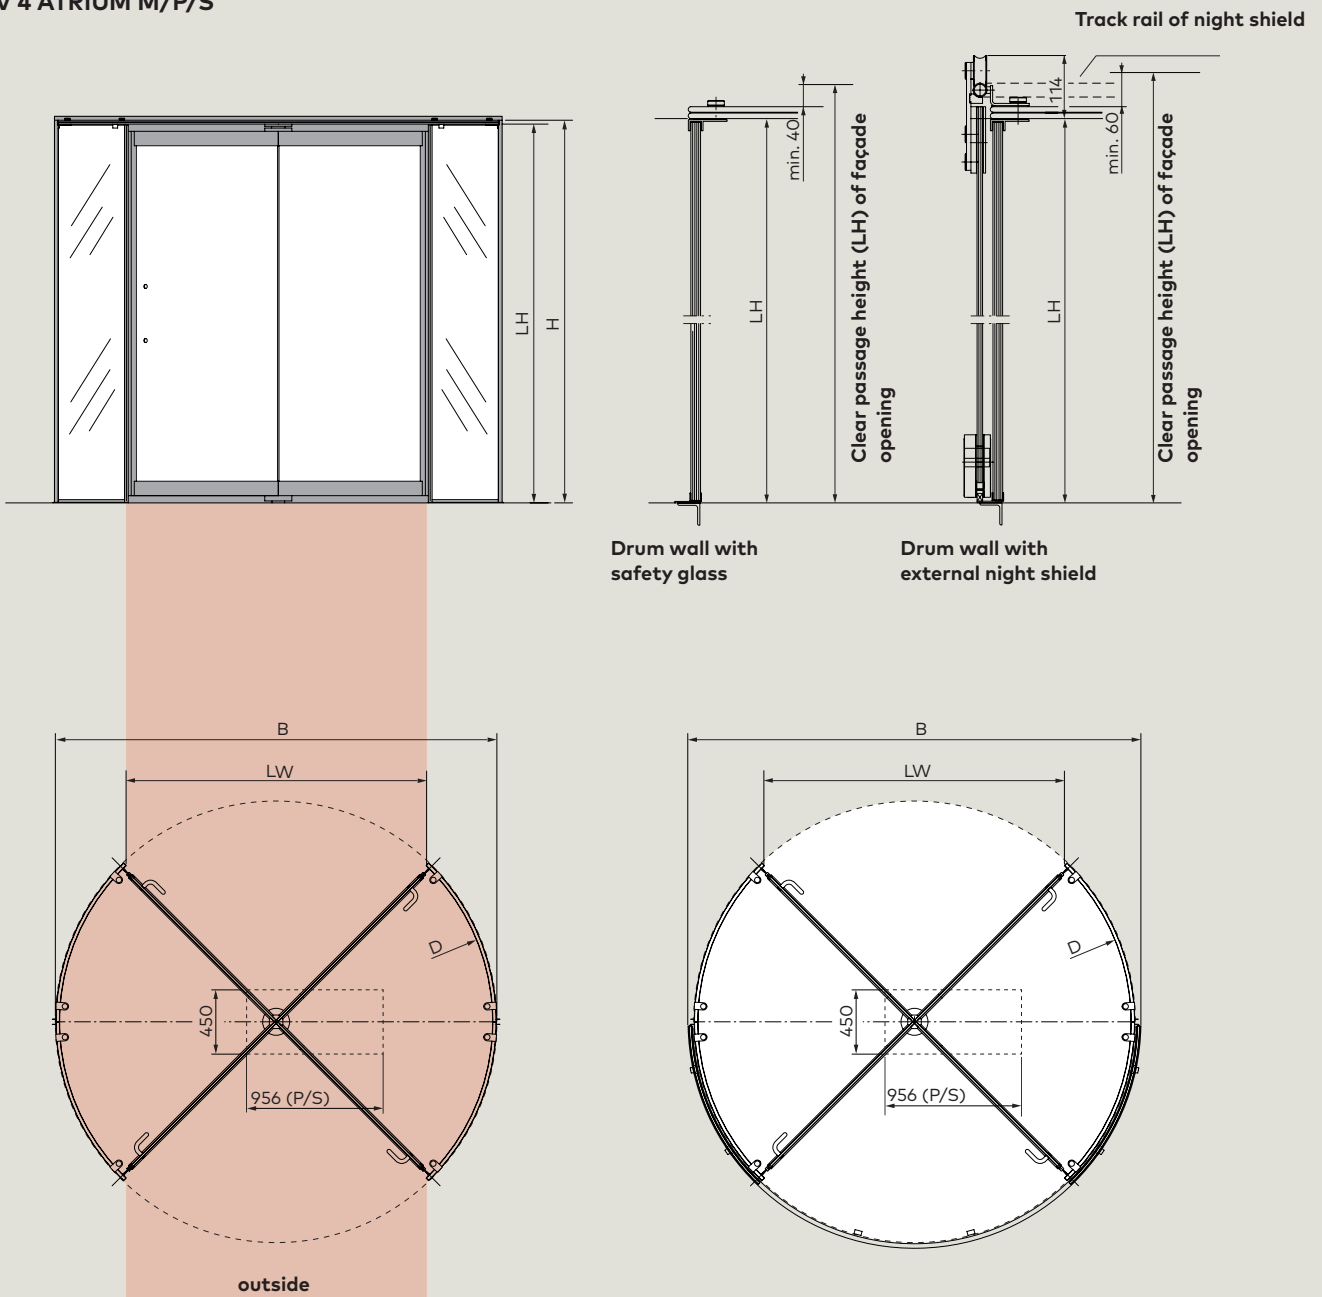 4 ATRIUM M/P/S
Track rail of night shield
LH
H
min. 40
LH
Clear passage height (LH) of façade
opening
114
min. 60
LH
Clear passage height (LH) of façade
opening
Drum wall with
safety glass
Drum wall with
external night shield
B
LW
D
450
956 (P/S)
outside
B
LW
D
450
956 (P/S)